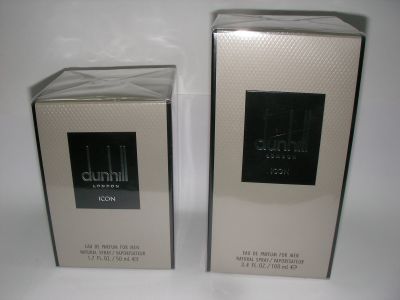 dunhill
LONDON
ICON
EAU DE PARFUM FOR MEN
NATURAL SPRAY/VAPORISATEUR
1.7 FL OZ/ 50 ML ℮
dunhill
LONDON
ICON
EAU DE PARFUM FOR MEN
NATURAL SPRAY/VAPORISATEUR
3.4 FL OZ. / 100 ml ℮